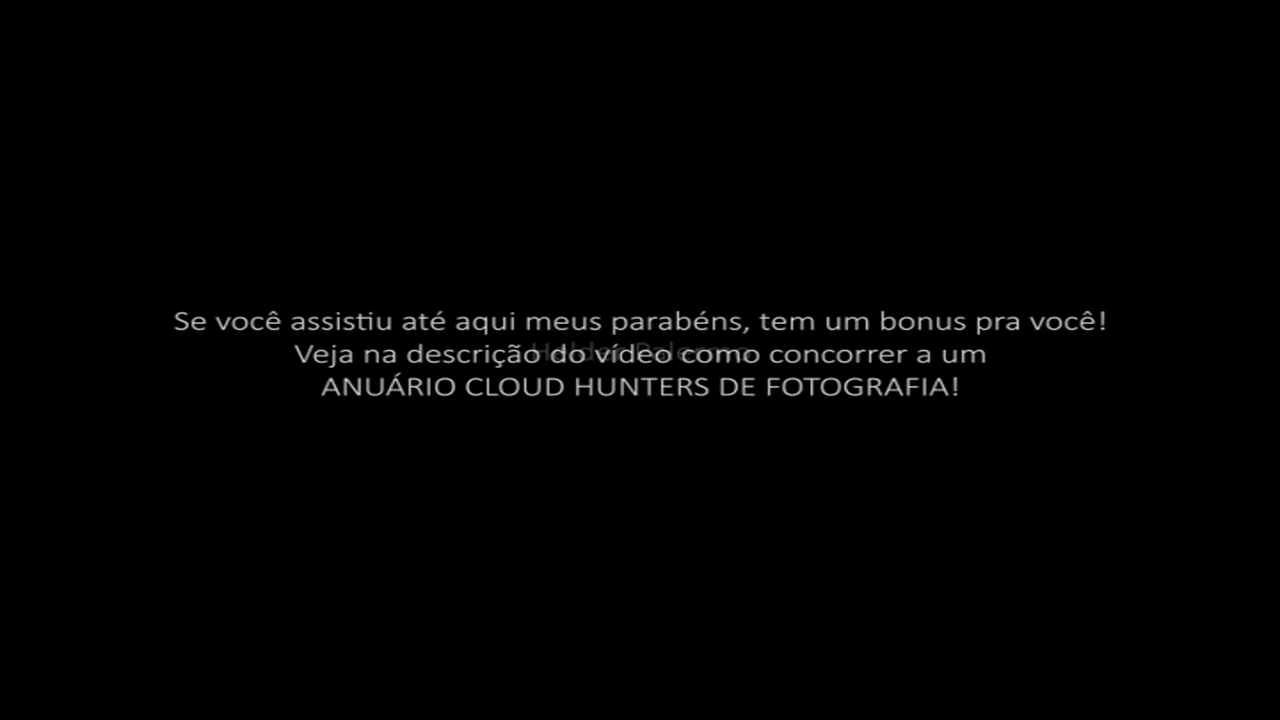 Se você assistiu até aqui meus parabéns, tem um bonus pra você!
Veja na descrição do vídeo como concorrer a um
ANUÁRIO CLOUD HUNTERS DE FOTOGRAFIA!